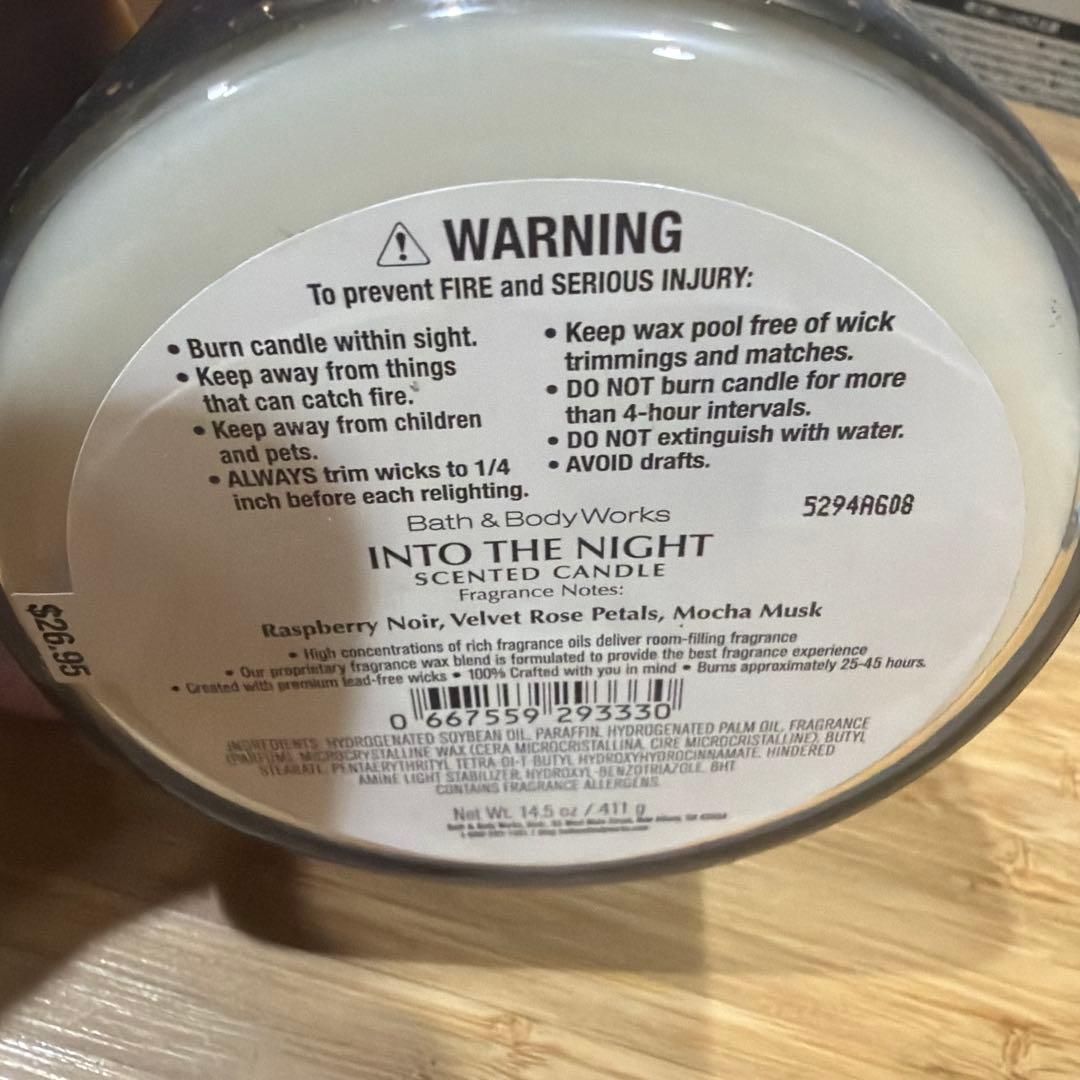 WARNING
To prevent FIRE and SERIOUS INJURY:
• Burn candle within sight.
• Keep away from things
that can catch fire.
• Keep away from children
and pets.
• ALWAYS trim wicks to 1/4
inch before each relighting.
• Keep wax pool free of wick
trimmings and matches.
• DO NOT burn candle for more
than 4-hour intervals.
• DO NOT extinguish with water.
• AVOID drafts.
5294AG08
Bath & Body Works
INTO THE NIGHT
SCENTED CANDLE
Fragrance Notes:
Raspberry Noir, Velvet Rose Petals, Mocha Musk
• High concentrations of rich fragrance oils deliver room-filling fragrance
• Our proprietary fragrance wax blend is formulated to provide the best fragrance experience
• Created with premium lead-free wicks • 100% Crafted with you in mind • Burns approximately 25-45 hours.
0 667559 293330
INGREDIENTS: HYDROGENATED SOYBEAN OIL, PARAFFIN, HYDROGENATED PALM OIL, FRAGRANCE
(PARFUM), MICROCRYSTALLINE WAX (CERA MICROCRISTALLINA, CIRE MICROCRISTALLINE), BUTYL
STEARATE, PENTAERYTHRITYL TETRA-DI-T-BUTYL HYDROXYHYDROCINNAMATE, HINDERED
AMINE LIGHT STABILIZER, HYDROXYL-BENZOTRIAZOLE, BHT
CONTAINS FRAGRANCE ALLERGENS
Net Wt. 14.5 oz / 411 g
$26.95